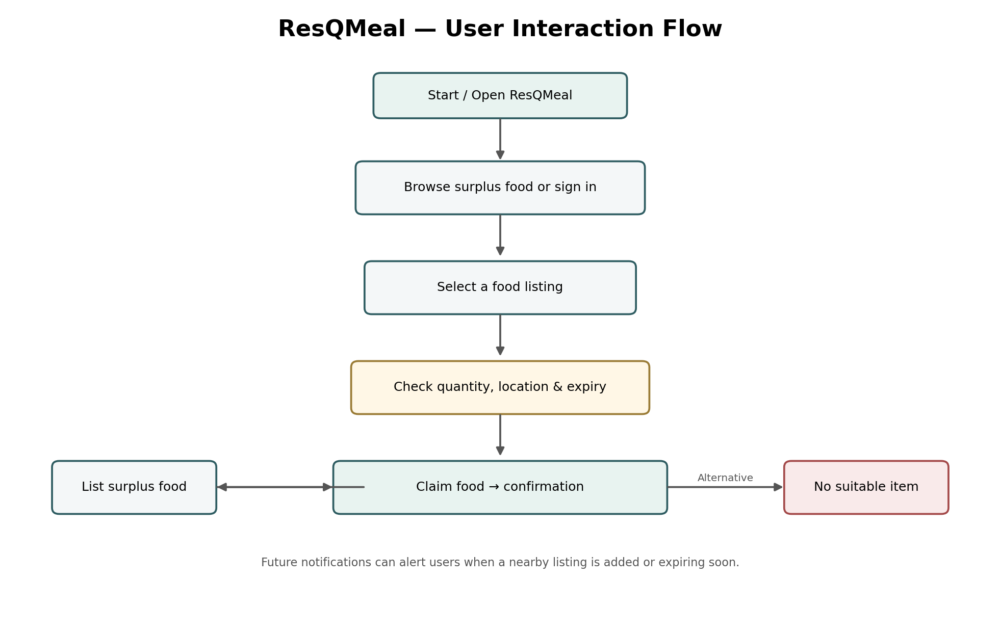 ResQMeal — User Interaction Flow
Start / Open ResQMeal
Browse surplus food or sign in
Select a food listing
Check quantity, location & expiry
List surplus food
Claim food → confirmation
Alternative
No suitable item
Future notifications can alert users when a nearby listing is added or expiring soon.